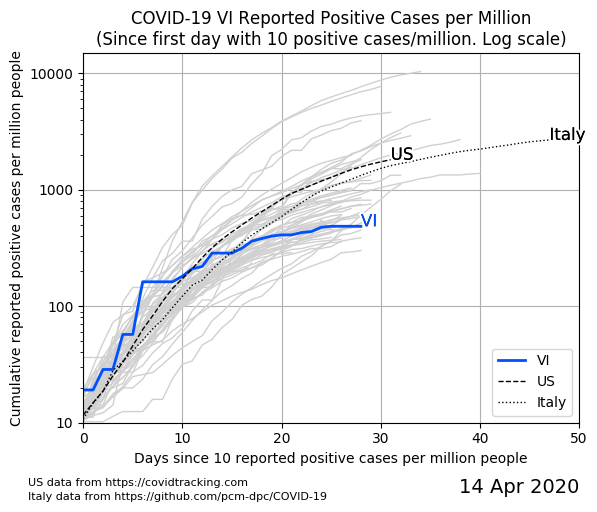 COVID-19 VI Reported Positive Cases per Million
(Since first day with 10 positive cases/million. Log scale)
Cumulative reported positive cases per million people
10000
1000
100
10
Italy
US
VI
VI
US
Italy
0 10 20 30 40 50
Days since 10 reported positive cases per million people
US data from https://covidtracking.com
Italy data from https://github.com/pcm-dpc/COVID-19
14 Apr 2020